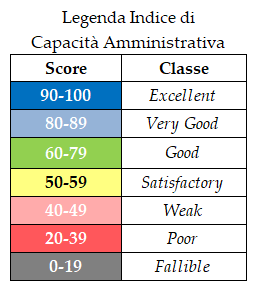 Legenda Indice di
Capacità Amministrativa
Score Classe
90-100 Excellent
80-89 Very Good
60-79 Good
50-59 Satisfactory
40-49 Weak
20-39 Poor
0-19 Fallible